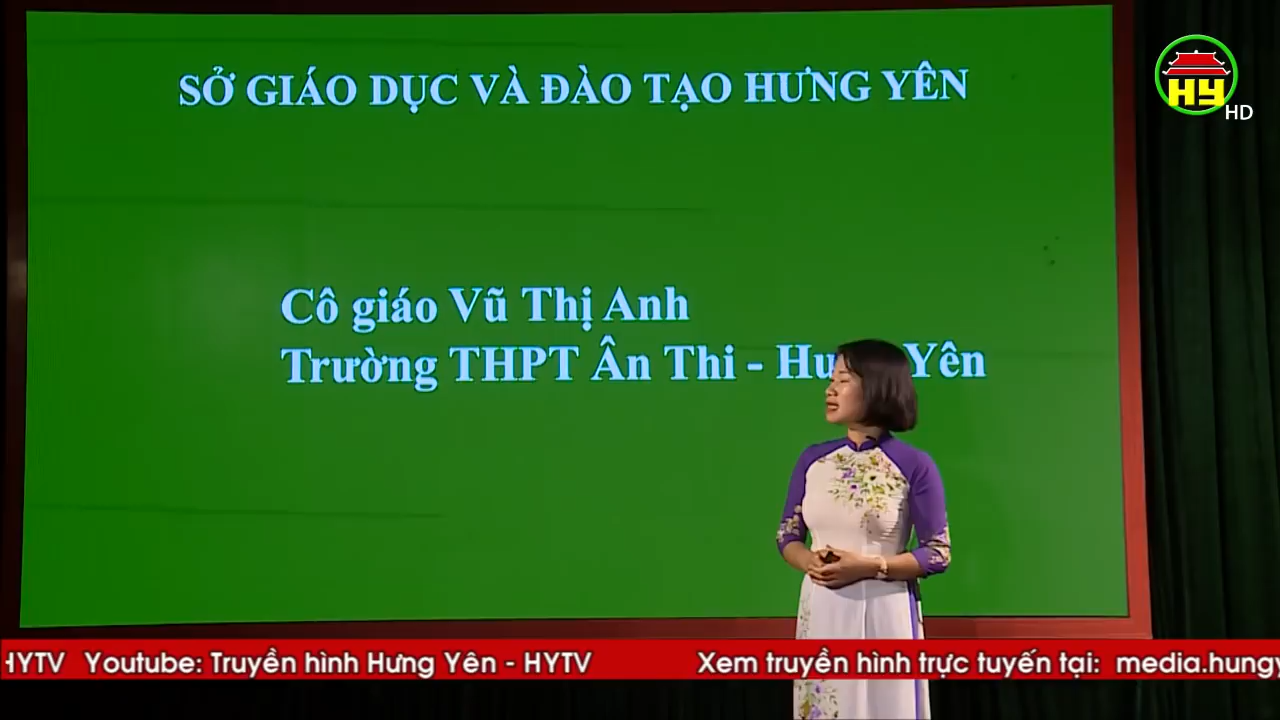 SỞ GIÁO DỤC VÀ ĐÀO TẠO HƯNG YÊN
HY
HD
Cô giáo Vũ Thị Anh
Trường THPT Ân Thi - Hu Yên
HYTV Youtube: Truyền hình Hưng Yên - HYTV Xem truyền hình trực tuyến tại: media.hungy